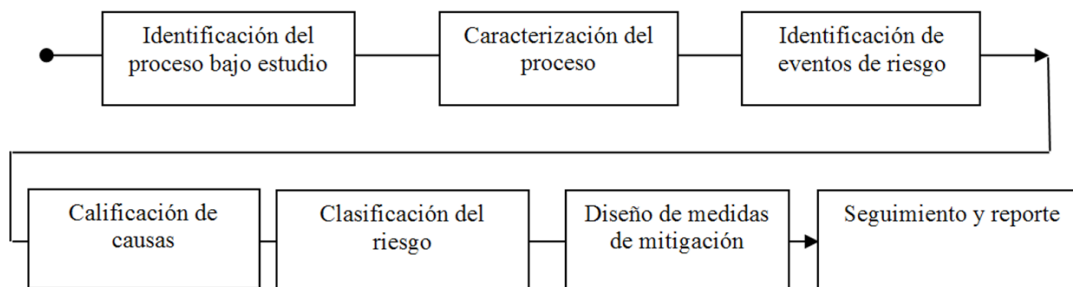 Identificación del
proceso bajo estudio
Caracterización del
proceso
Identificación de
eventos de riesgo
Calificación de
causas
Clasificación del
riesgo
Diseño de medidas
de mitigación
Seguimiento y reporte